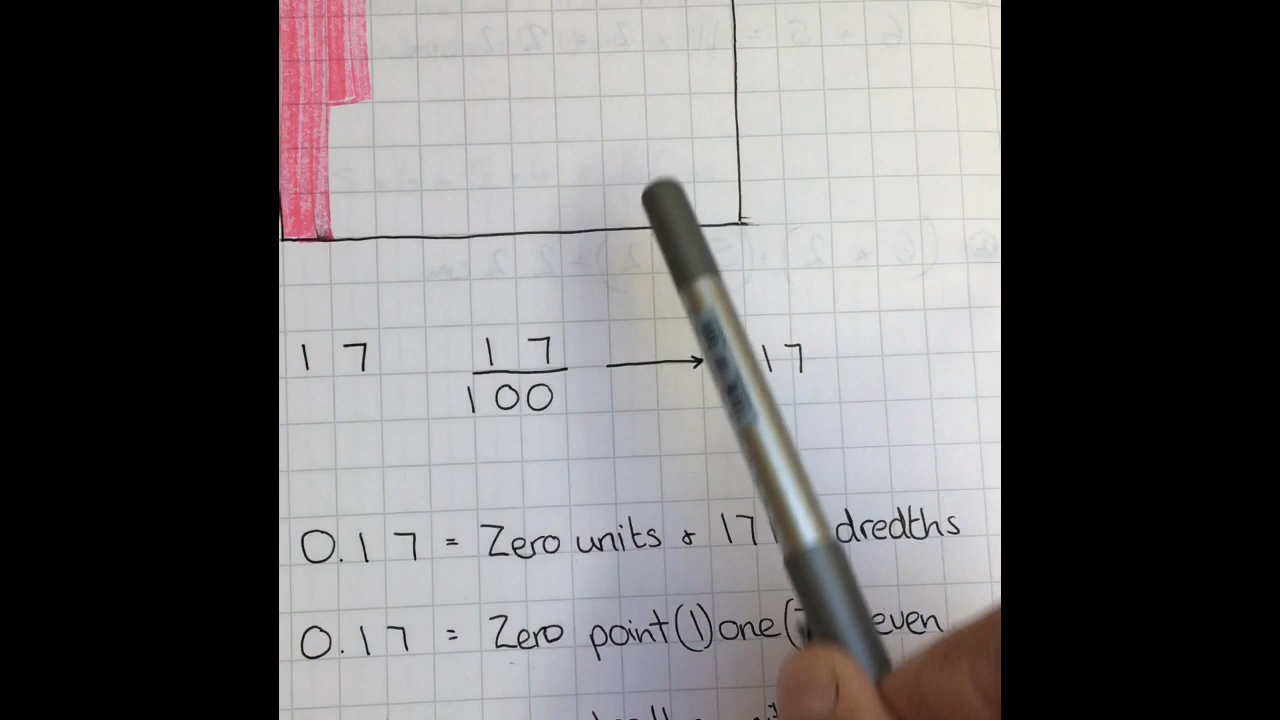 17 17/100 → 17
0.17 = Zero units & 17 dredths
0.17 = Zero point (1) one ( even